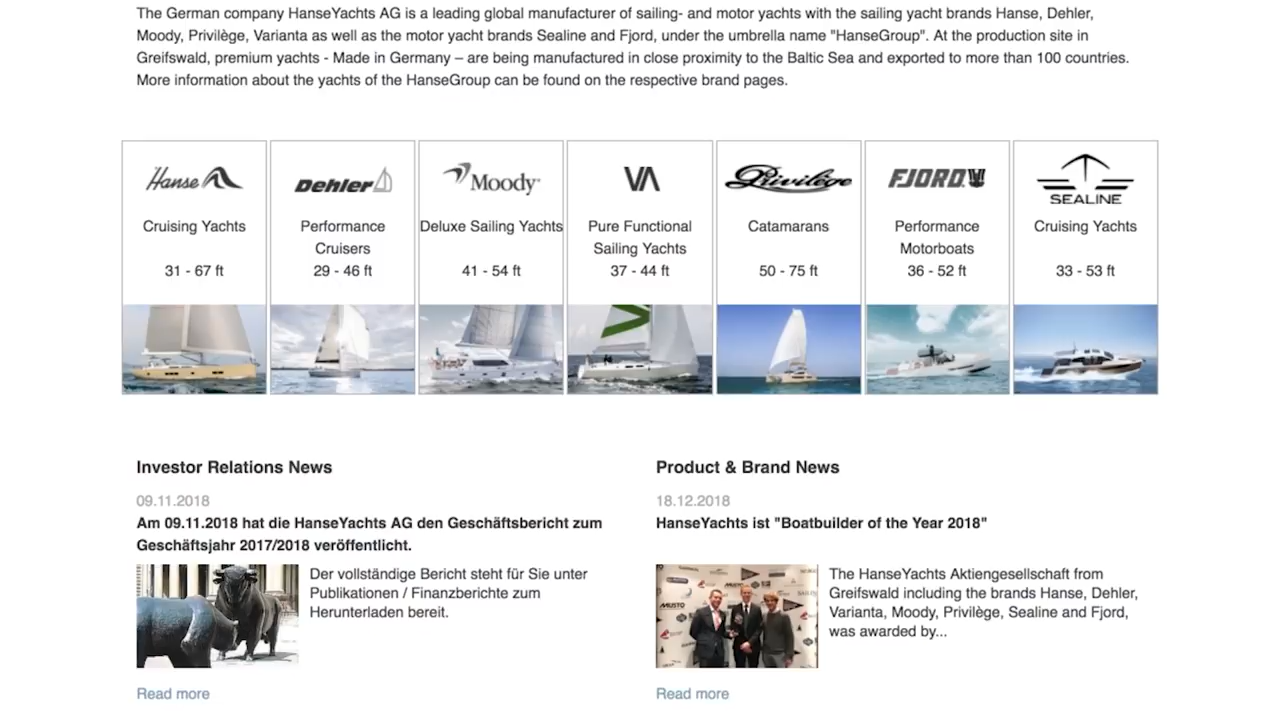 The German company HanseYachts AG is a leading global manufacturer of sailing- and motor yachts with the sailing yacht brands Hanse, Dehler,
Moody, Privilège, Varianta as well as the motor yacht brands Sealine and Fjord, under the umbrella name "HanseGroup". At the production site in
Greifswald, premium yachts - Made in Germany – are being manufactured in close proximity to the Baltic Sea and exported to more than 100 countries.
More information about the yachts of the HanseGroup can be found on the respective brand pages.
Hanse
Cruising Yachts
31 - 67 ft
Dehler
Performance
Cruisers
29 - 46 ft
Moody
Deluxe Sailing Yachts
41 - 54 ft
VA
Pure Functional
Sailing Yachts
37 - 44 ft
Privilège
Catamarans
50 - 75 ft
FJORD
Performance
Motorboats
36 - 52 ft
SEALINE
Cruising Yachts
33 - 53 ft
Investor Relations News
09.11.2018
Am 09.11.2018 hat die HanseYachts AG den Geschäftsbericht zum
Geschäftsjahr 2017/2018 veröffentlicht.
Der vollständige Bericht steht für Sie unter
Publikationen / Finanzberichte zum
Herunterladen bereit.
Read more
Product & Brand News
18.12.2018
HanseYachts ist "Boatbuilder of the Year 2018"
MUSTO
The HanseYachts Aktiengesellschaft from
Greifswald including the brands Hanse, Dehler,
Varianta, Moody, Privilège, Sealine and Fjord,
was awarded by...
Read more